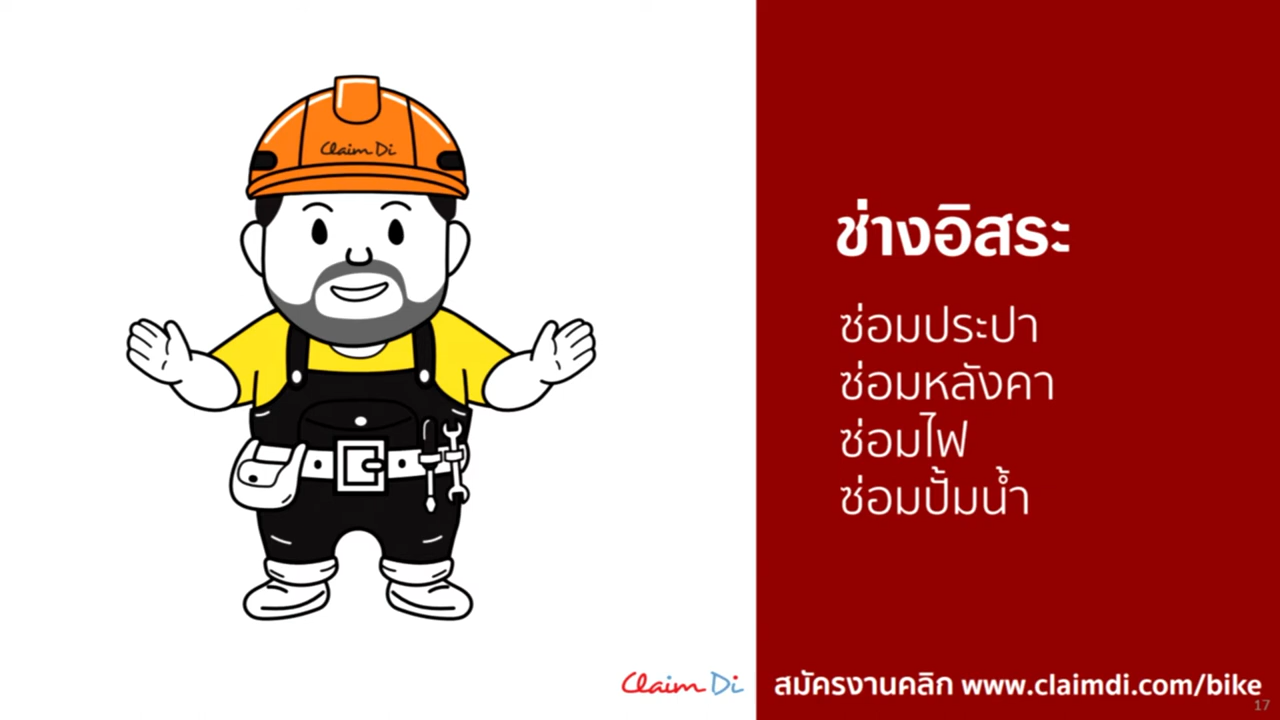 Claim Di
ช่างอิสระ
ซ่อมประปา
ซ่อมหลังคา
ซ่อมไฟ
ซ่อมปั้มน้ำ
Claim Di
สมัครงานคลิก www.claimdi.com/bike
17